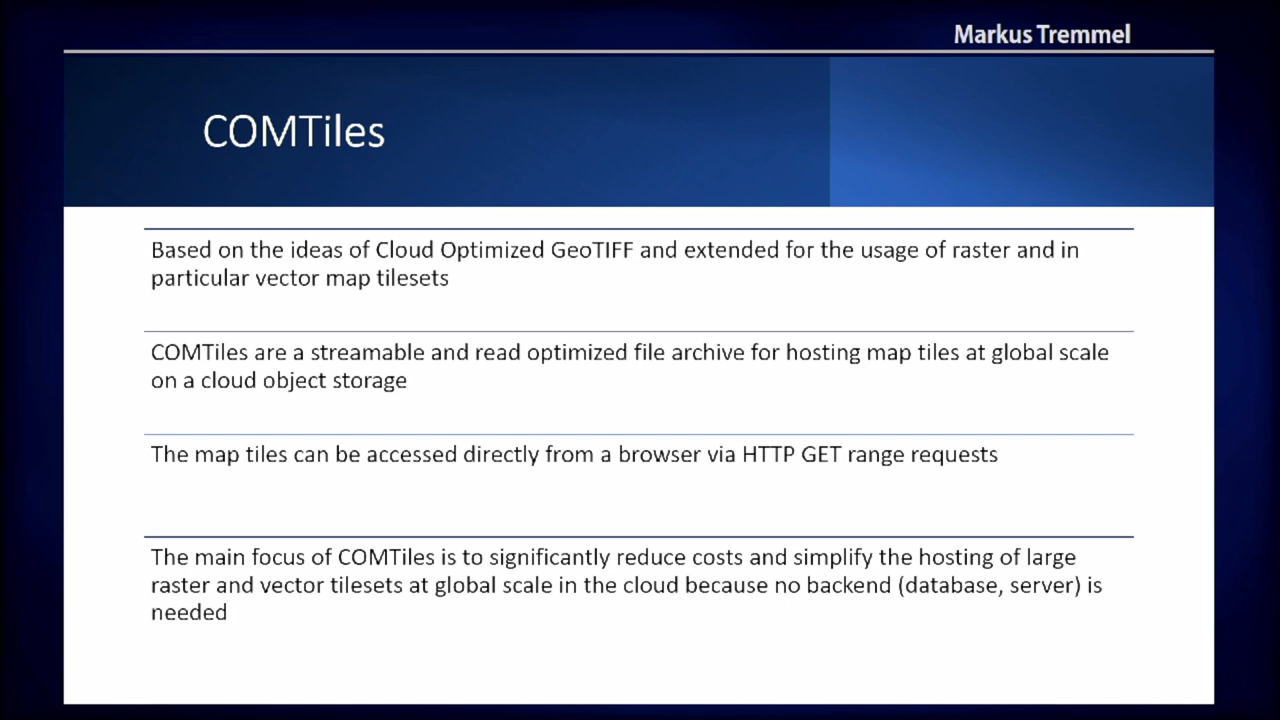 Markus Tremmel
COMTiles
Based on the ideas of Cloud Optimized GeoTIFF and extended for the usage of raster and in
particular vector map tilesets
COMTiles are a streamable and read optimized file archive for hosting map tiles at global scale
on a cloud object storage
The map tiles can be accessed directly from a browser via HTTP GET range requests
The main focus of COMTiles is to significantly reduce costs and simplify the hosting of large
raster and vector tilesets at global scale in the cloud because no backend (database, server) is
needed